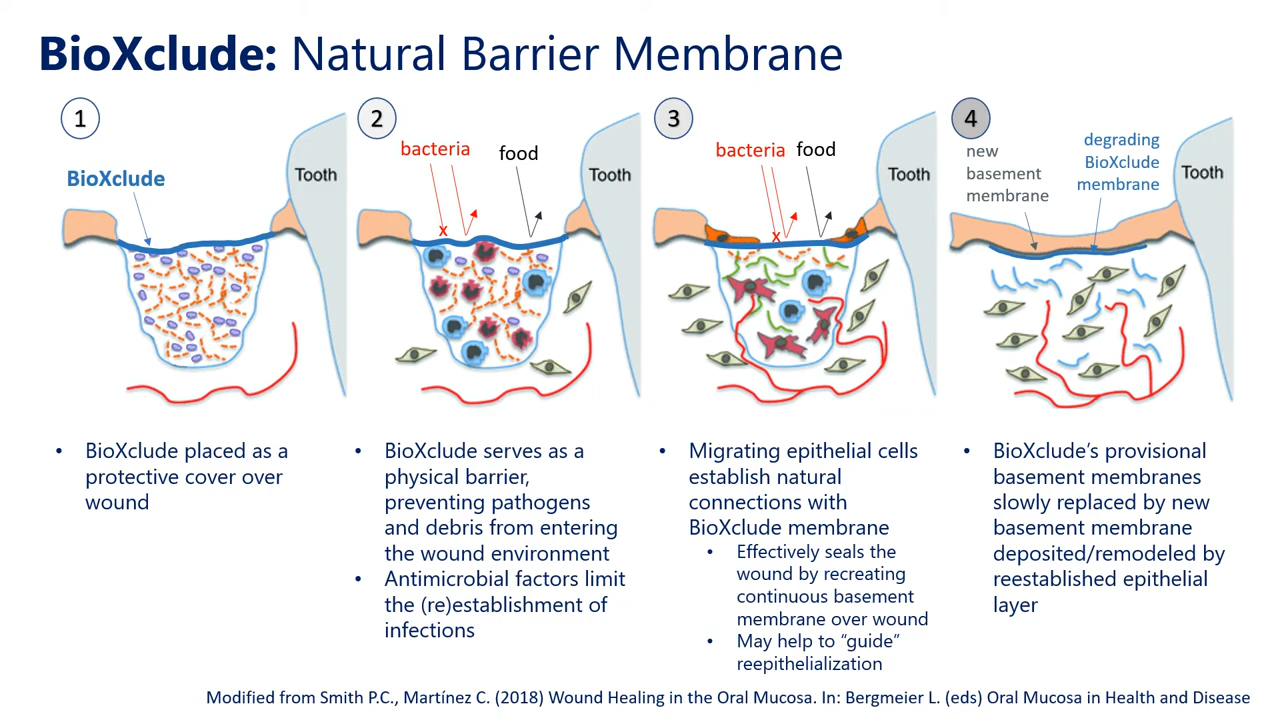 BioXclude: Natural Barrier Membrane
1
BioXclude
Tooth
2
bacteria
food
x
Tooth
3
bacteria food
x
Tooth
4
new
basement
membrane
degrading
BioXclude
membrane
Tooth
• BioXclude placed as a
protective cover over
wound
• BioXclude serves as a
physical barrier,
preventing pathogens
and debris from entering
the wound environment
• Antimicrobial factors limit
the (re)establishment of
infections
• Migrating epithelial cells
establish natural
connections with
BioXclude membrane
• Effectively seals the
wound by recreating
continuous basement
membrane over wound
• May help to “guide”
reepithelialization
• BioXclude’s provisional
basement membranes
slowly replaced by new
basement membrane
deposited/remodeled by
reestablished epithelial
layer
Modified from Smith P.C., Martínez C. (2018) Wound Healing in the Oral Mucosa. In: Bergmeier L. (eds) Oral Mucosa in Health and Disease